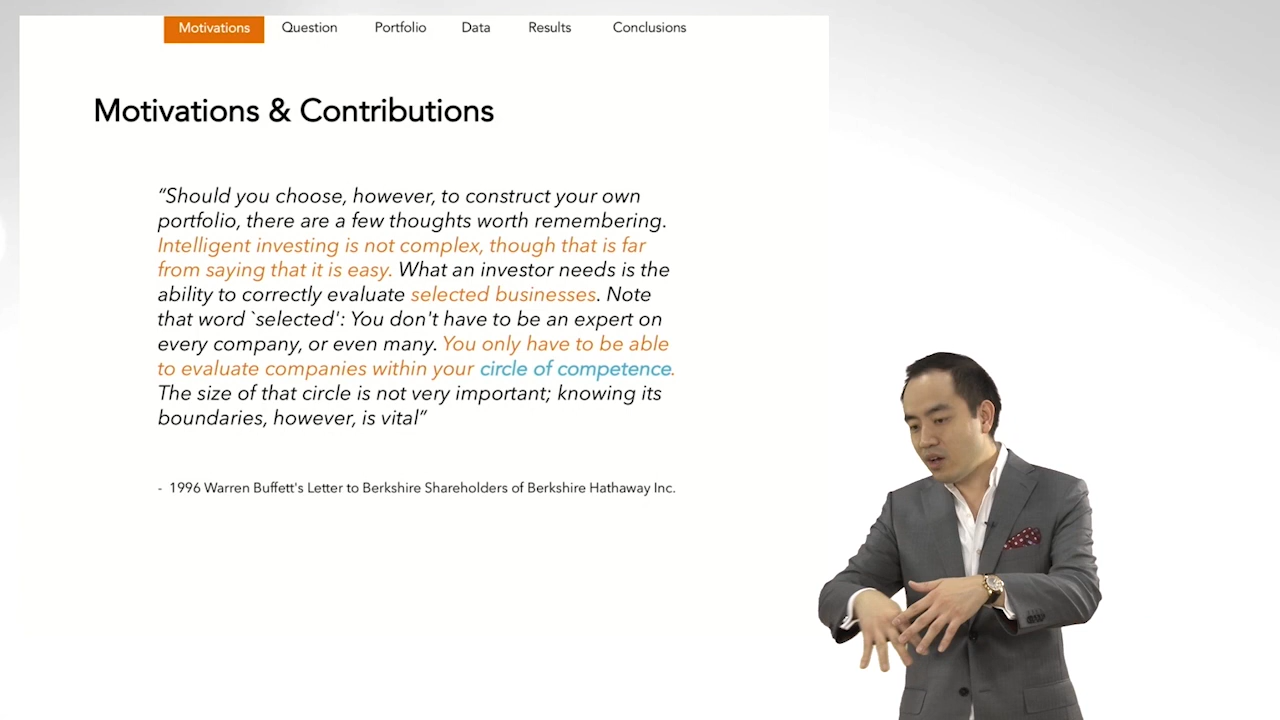 Motivations Question Portfolio Data Results Conclusions
Motivations & Contributions
“Should you choose, however, to construct your own
portfolio, there are a few thoughts worth remembering.
Intelligent investing is not complex, though that is far
from saying that it is easy. What an investor needs is the
ability to correctly evaluate selected businesses. Note
that word `selected': You don't have to be an expert on
every company, or even many. You only have to be able
to evaluate companies within your circle of competence.
The size of that circle is not very important; knowing its
boundaries, however, is vital”
- 1996 Warren Buffett's Letter to Berkshire Shareholders of Berkshire Hathaway Inc.